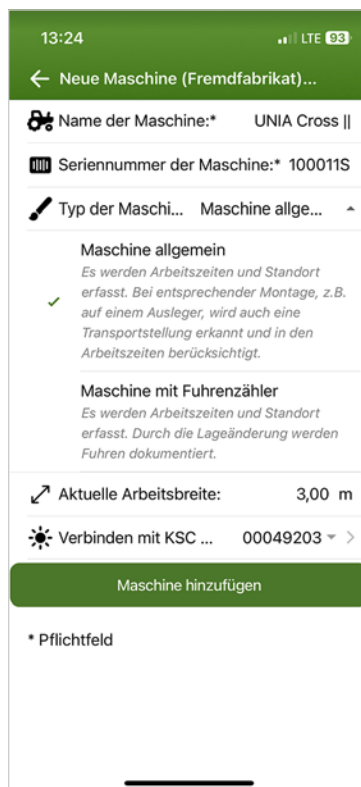 13:24 LTE 93
Neue Maschine (Fremdfabrikat)...
Name der Maschine:* UNIA Cross ||
Seriennummer der Maschine:* 100011S
Typ der Maschi... Maschine allge...
Maschine allgemein
Es werden Arbeitszeiten und Standort
erfasst. Bei entsprechender Montage, z.B.
auf einem Ausleger, wird auch eine
Transportstellung erkannt und in den
Arbeitszeiten berücksichtigt.
Maschine mit Fuhrenzähler
Es werden Arbeitszeiten und Standort
erfasst. Durch die Lageänderung werden
Fuhren dokumentiert.
Aktuelle Arbeitsbreite: 3,00 m
Verbinden mit KSC ... 00049203
Maschine hinzufügen
* Pflichtfeld